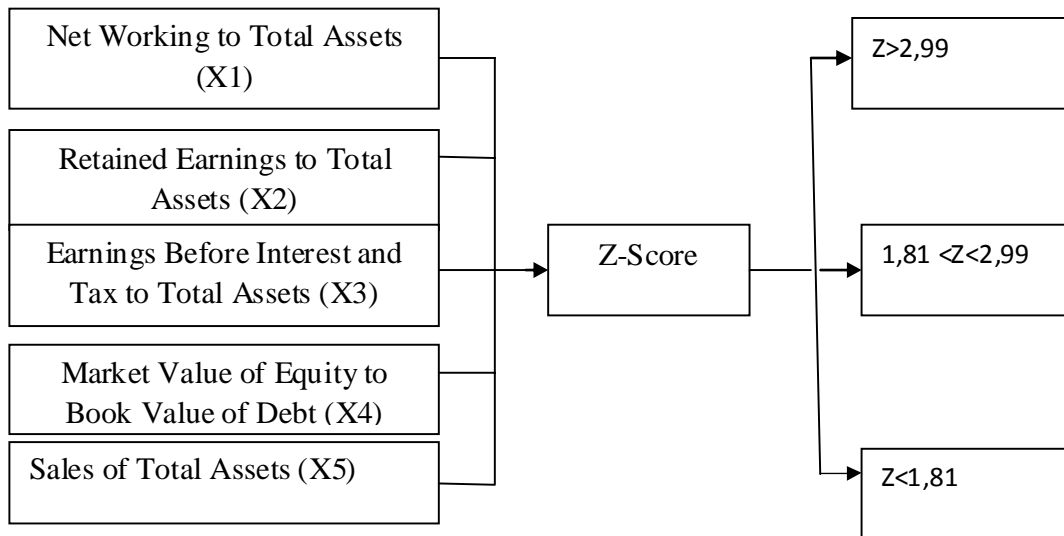 Net Working to Total Assets
(X1)
Retained Earnings to Total
Assets (X2)
Earnings Before Interest and
Tax to Total Assets (X3)
Market Value of Equity to
Book Value of Debt (X4)
Sales of Total Assets (X5)
Z-Score
Z>2,99
1,81 <Z<2,99
Z<1,81